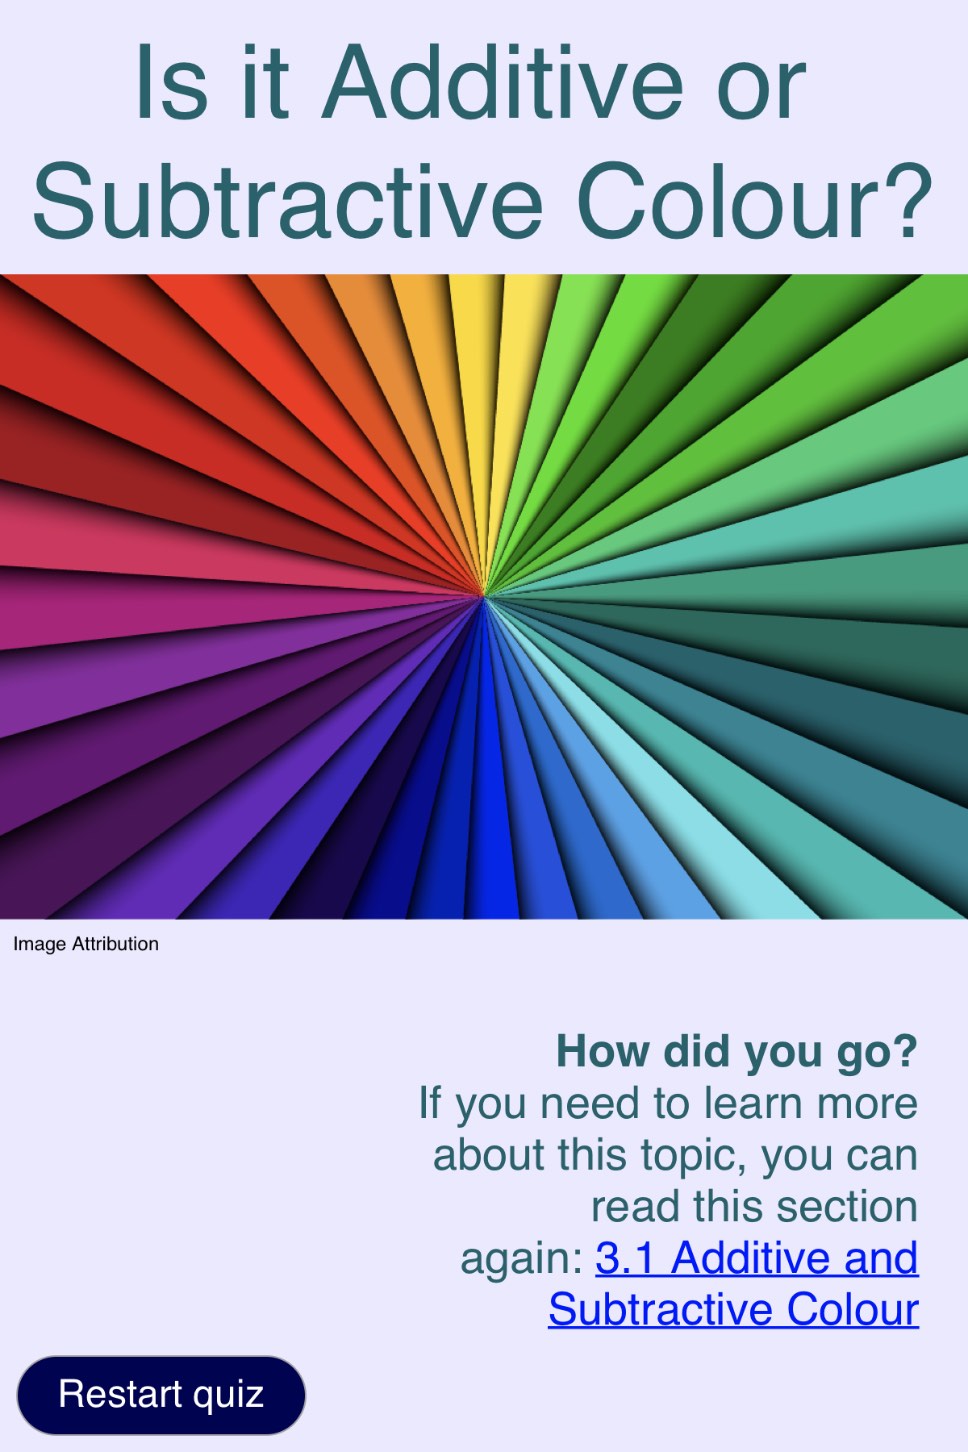 Is it Additive or
Subtractive Colour?
Image Attribution
How did you go?
If you need to learn more
about this topic, you can
read this section
again: 3.1 Additive and
Subtractive Colour
Restart quiz